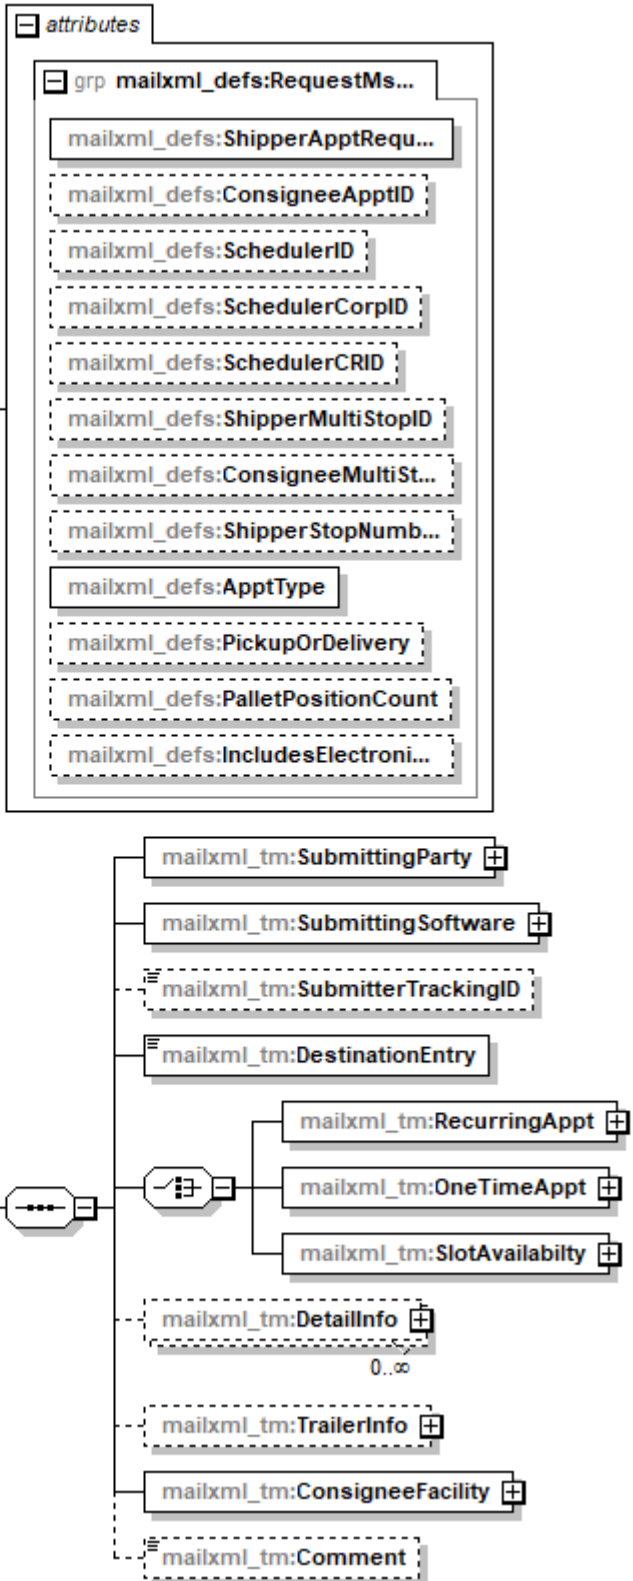 attributes
grp mailxml_defs:RequestMs...
mailxml_defs:ShipperApptRequ...
mailxml_defs:ConsigneeApptID
mailxml_defs:SchedulerID
mailxml_defs:SchedulerCorpID
mailxml_defs:SchedulerCRID
mailxml_defs:ShipperMultiStopID
mailxml_defs:ConsigneeMultiSt...
mailxml_defs:ShipperStopNumb...
mailxml_defs:ApptType
mailxml_defs:PickupOrDelivery
mailxml_defs:PalletPositionCount
mailxml_defs:IncludesElectroni...
mailxml_tm:SubmittingParty
mailxml_tm:SubmittingSoftware
mailxml_tm:SubmitterTrackingID
mailxml_tm:DestinationEntry
mailxml_tm:RecurringAppt
mailxml_tm:OneTimeAppt
mailxml_tm:SlotAvailabilty
mailxml_tm:DetailInfo
0..∞
mailxml_tm:TrailerInfo
mailxml_tm:ConsigneeFacility
mailxml_tm:Comment